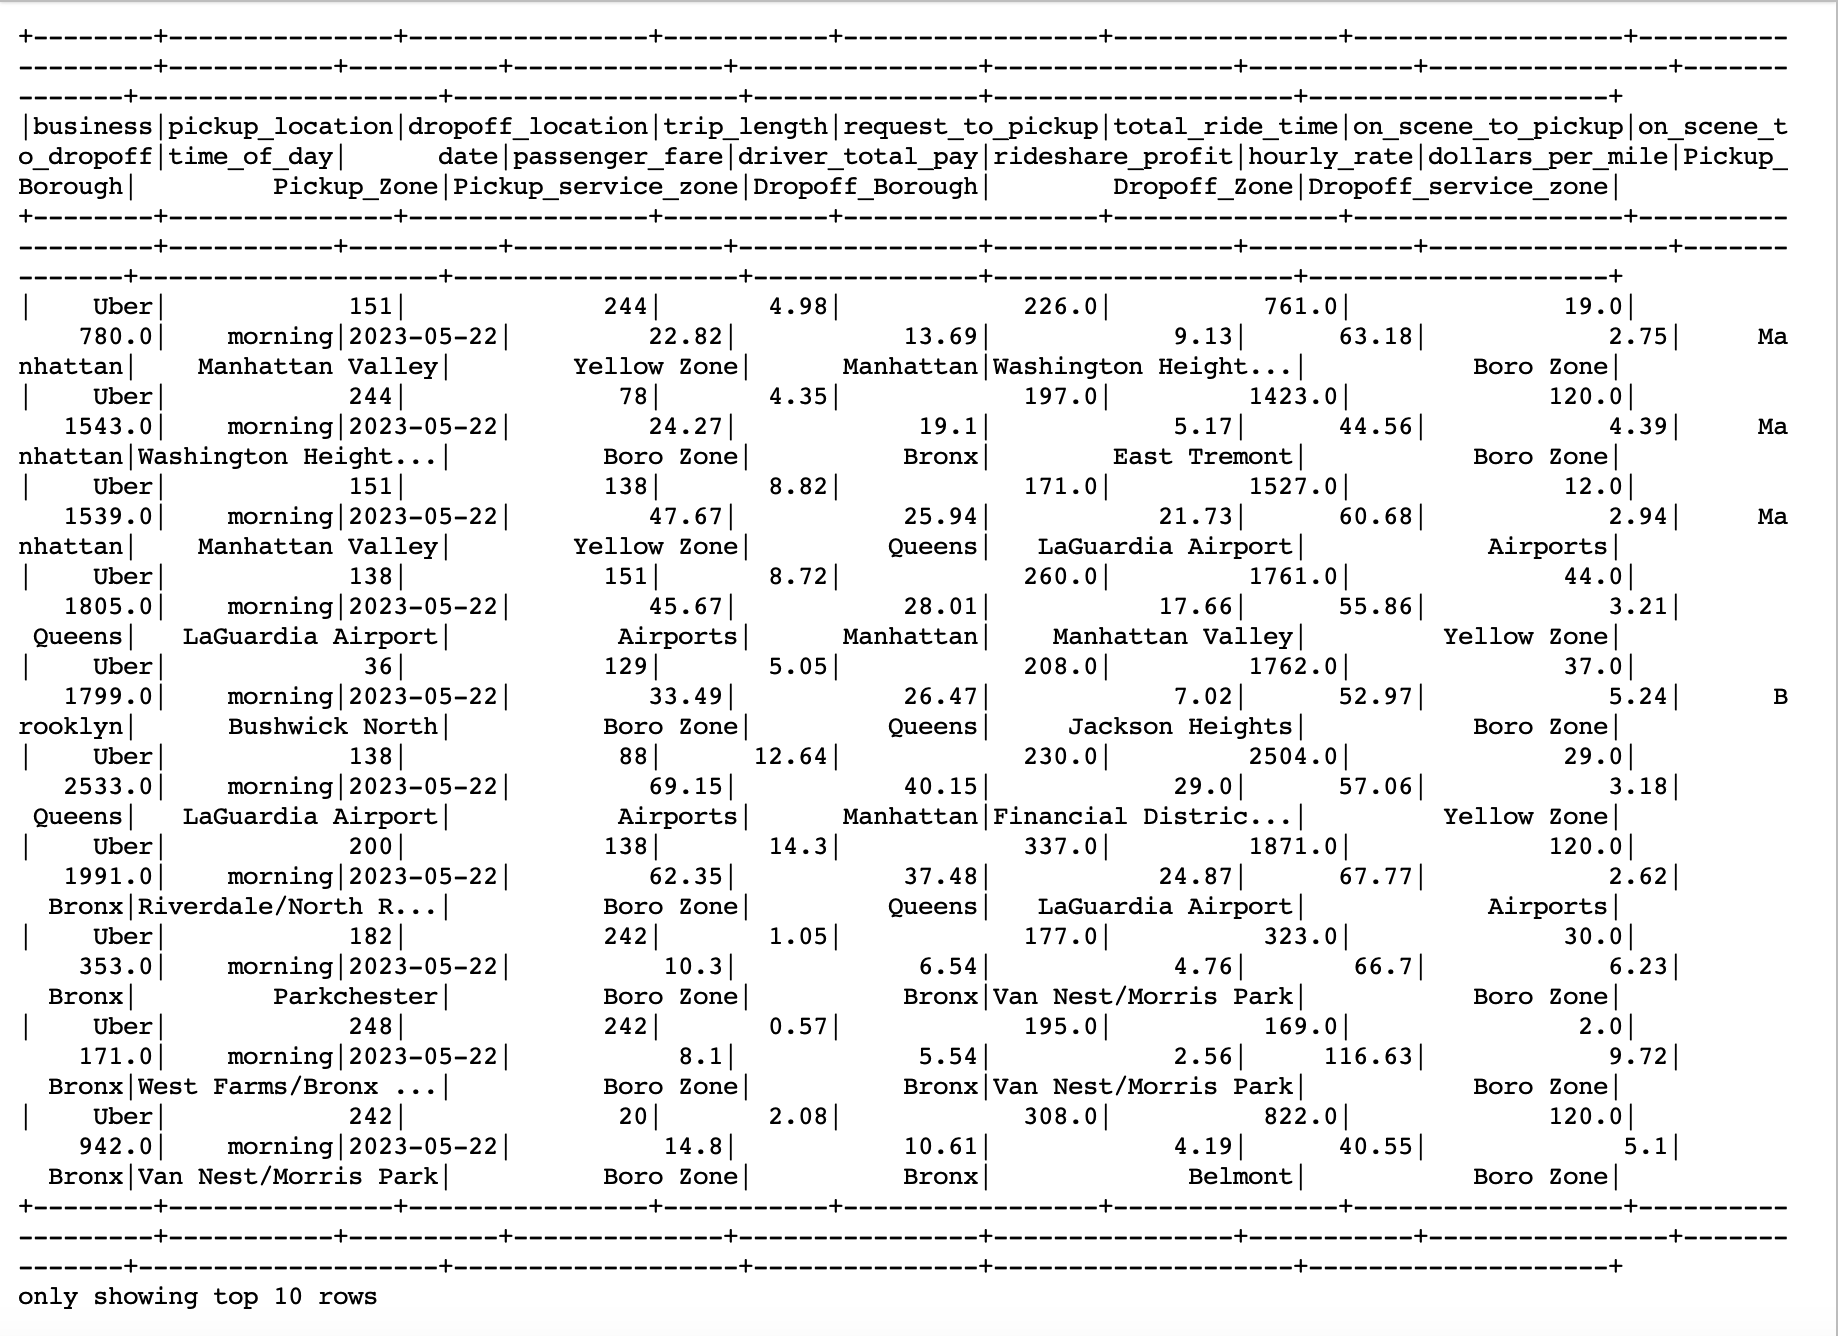 +--------+---------------+----------------+-----------+-----------------+---------------+------------------+----------
---------+-----------+----------+--------------+----------------+----------------+-----------+----------------+-------
-------+--------------------+-------------------+---------------+--------------------+--------------------+
|business|pickup_location|dropoff_location|trip_length|request_to_pickup|total_ride_time|on_scene_to_pickup|on_scene_t
o_dropoff|time_of_day|      date|passenger_fare|driver_total_pay|rideshare_profit|hourly_rate|dollars_per_mile|Pickup_
Borough|         Pickup_Zone|Pickup_service_zone|Dropoff_Borough|        Dropoff_Zone|Dropoff_service_zone|
+--------+---------------+----------------+-----------+-----------------+---------------+------------------+----------
---------+-----------+----------+--------------+----------------+----------------+-----------+----------------+-------
-------+--------------------+-------------------+---------------+--------------------+--------------------+
|    Uber|            151|             244|       4.98|            226.0|          761.0|              19.0|
    780.0|    morning|2023-05-22|         22.82|           13.69|            9.13|      63.18|            2.75|     Ma
nhattan|    Manhattan Valley|        Yellow Zone|      Manhattan|Washington Height...|           Boro Zone|
|    Uber|            244|              78|       4.35|            197.0|         1423.0|             120.0|
   1543.0|    morning|2023-05-22|         24.27|            19.1|            5.17|      44.56|            4.39|     Ma
nhattan|Washington Height...|          Boro Zone|          Bronx|        East Tremont|           Boro Zone|
|    Uber|            151|             138|       8.82|            171.0|         1527.0|              12.0|
   1539.0|    morning|2023-05-22|         47.67|           25.94|           21.73|      60.68|            2.94|     Ma
nhattan|    Manhattan Valley|        Yellow Zone|         Queens|   LaGuardia Airport|            Airports|
|    Uber|            138|             151|       8.72|            260.0|         1761.0|              44.0|
   1805.0|    morning|2023-05-22|         45.67|           28.01|           17.66|      55.86|            3.21|
 Queens|   LaGuardia Airport|           Airports|      Manhattan|    Manhattan Valley|         Yellow Zone|
|    Uber|             36|             129|       5.05|            208.0|         1762.0|              37.0|
   1799.0|    morning|2023-05-22|         33.49|           26.47|            7.02|      52.97|            5.24|      B
rooklyn|      Bushwick North|          Boro Zone|         Queens|     Jackson Heights|           Boro Zone|
|    Uber|            138|              88|      12.64|            230.0|         2504.0|              29.0|
   2533.0|    morning|2023-05-22|         69.15|           40.15|            29.0|      57.06|            3.18|
 Queens|   LaGuardia Airport|           Airports|      Manhattan|Financial Distric...|         Yellow Zone|
|    Uber|            200|             138|       14.3|            337.0|         1871.0|             120.0|
   1991.0|    morning|2023-05-22|         62.35|           37.48|           24.87|      67.77|            2.62|
  Bronx|Riverdale/North R...|          Boro Zone|         Queens|   LaGuardia Airport|            Airports|
|    Uber|            182|             242|       1.05|            177.0|          323.0|              30.0|
    353.0|    morning|2023-05-22|          10.3|            6.54|            4.76|       66.7|            6.23|
  Bronx|         Parkchester|          Boro Zone|          Bronx|Van Nest/Morris Park|           Boro Zone|
|    Uber|            248|             242|       0.57|            195.0|          169.0|               2.0|
    171.0|    morning|2023-05-22|           8.1|            5.54|            2.56|     116.63|            9.72|
  Bronx|West Farms/Bronx ...|          Boro Zone|          Bronx|Van Nest/Morris Park|           Boro Zone|
|    Uber|            242|              20|       2.08|            308.0|          822.0|             120.0|
    942.0|    morning|2023-05-22|          14.8|           10.61|            4.19|      40.55|             5.1|
  Bronx|Van Nest/Morris Park|          Boro Zone|          Bronx|             Belmont|           Boro Zone|
+--------+---------------+----------------+-----------+-----------------+---------------+------------------+----------
---------+-----------+----------+--------------+----------------+----------------+-----------+----------------+-------
-------+--------------------+-------------------+---------------+--------------------+--------------------+
only showing top 10 rows